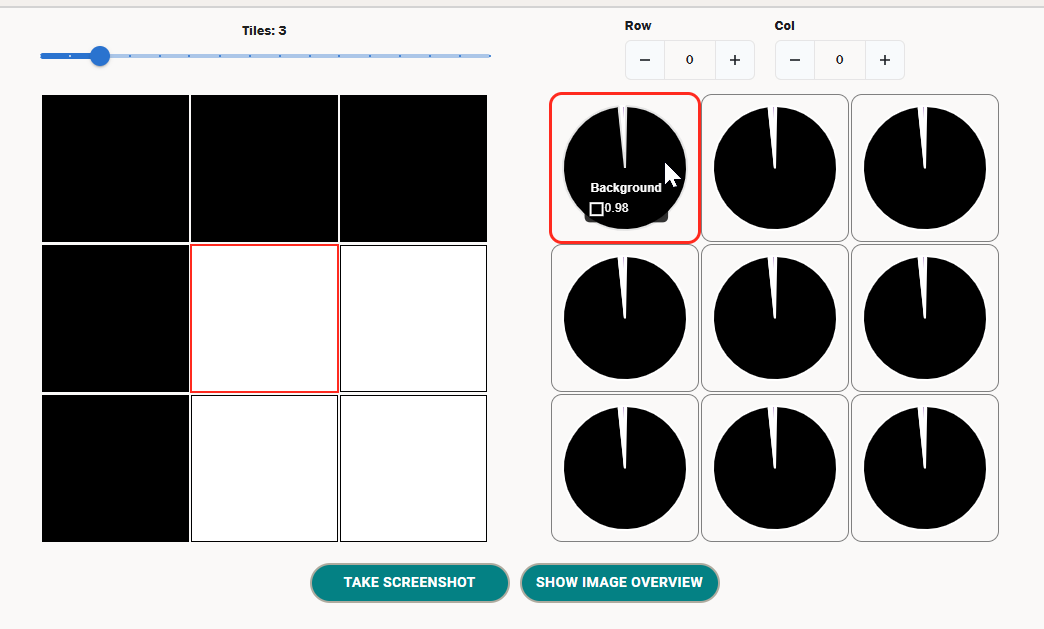 Tiles: 3
Row
Col
− 0 +
− 0 +
Background
0.98
TAKE SCREENSHOT
SHOW IMAGE OVERVIEW